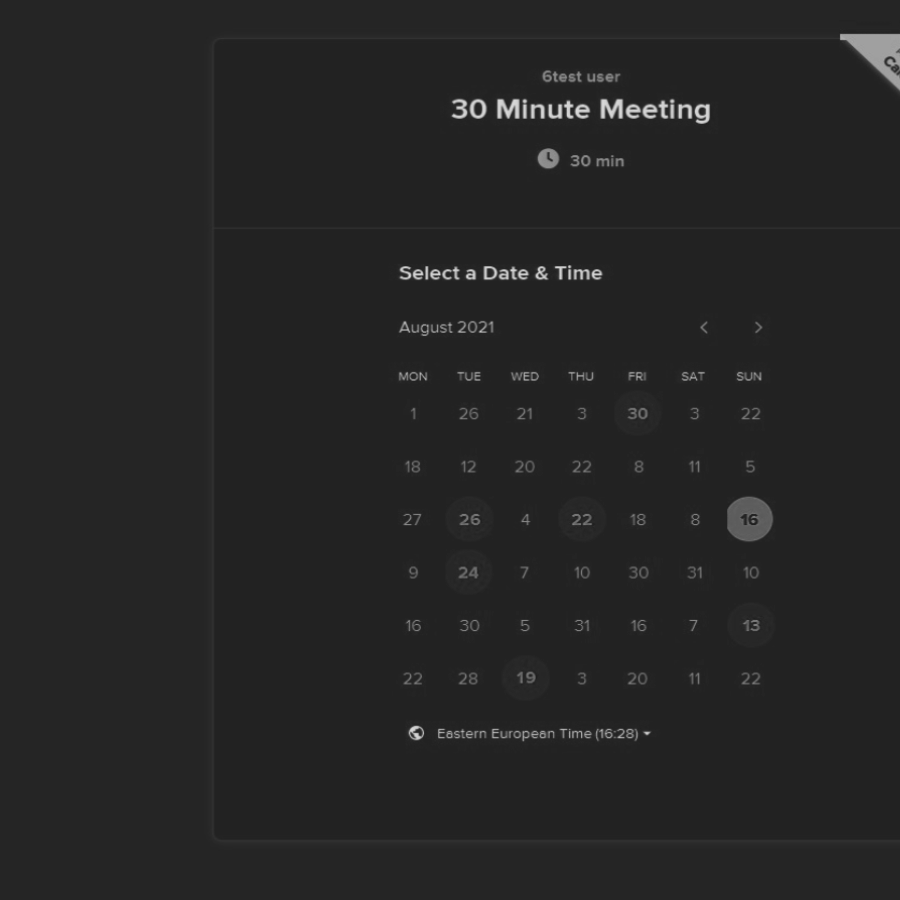 6test user
30 Minute Meeting
30 min
Select a Date & Time
August 2021
MON TUE WED THU FRI SAT SUN
1 26 21 3 30 3 22
18 12 20 22 8 11 5
27 26 4 22 18 8 16
9 24 7 10 30 31 10
16 30 5 31 16 7 13
22 28 19 3 20 11 22
Eastern European Time (16:28)